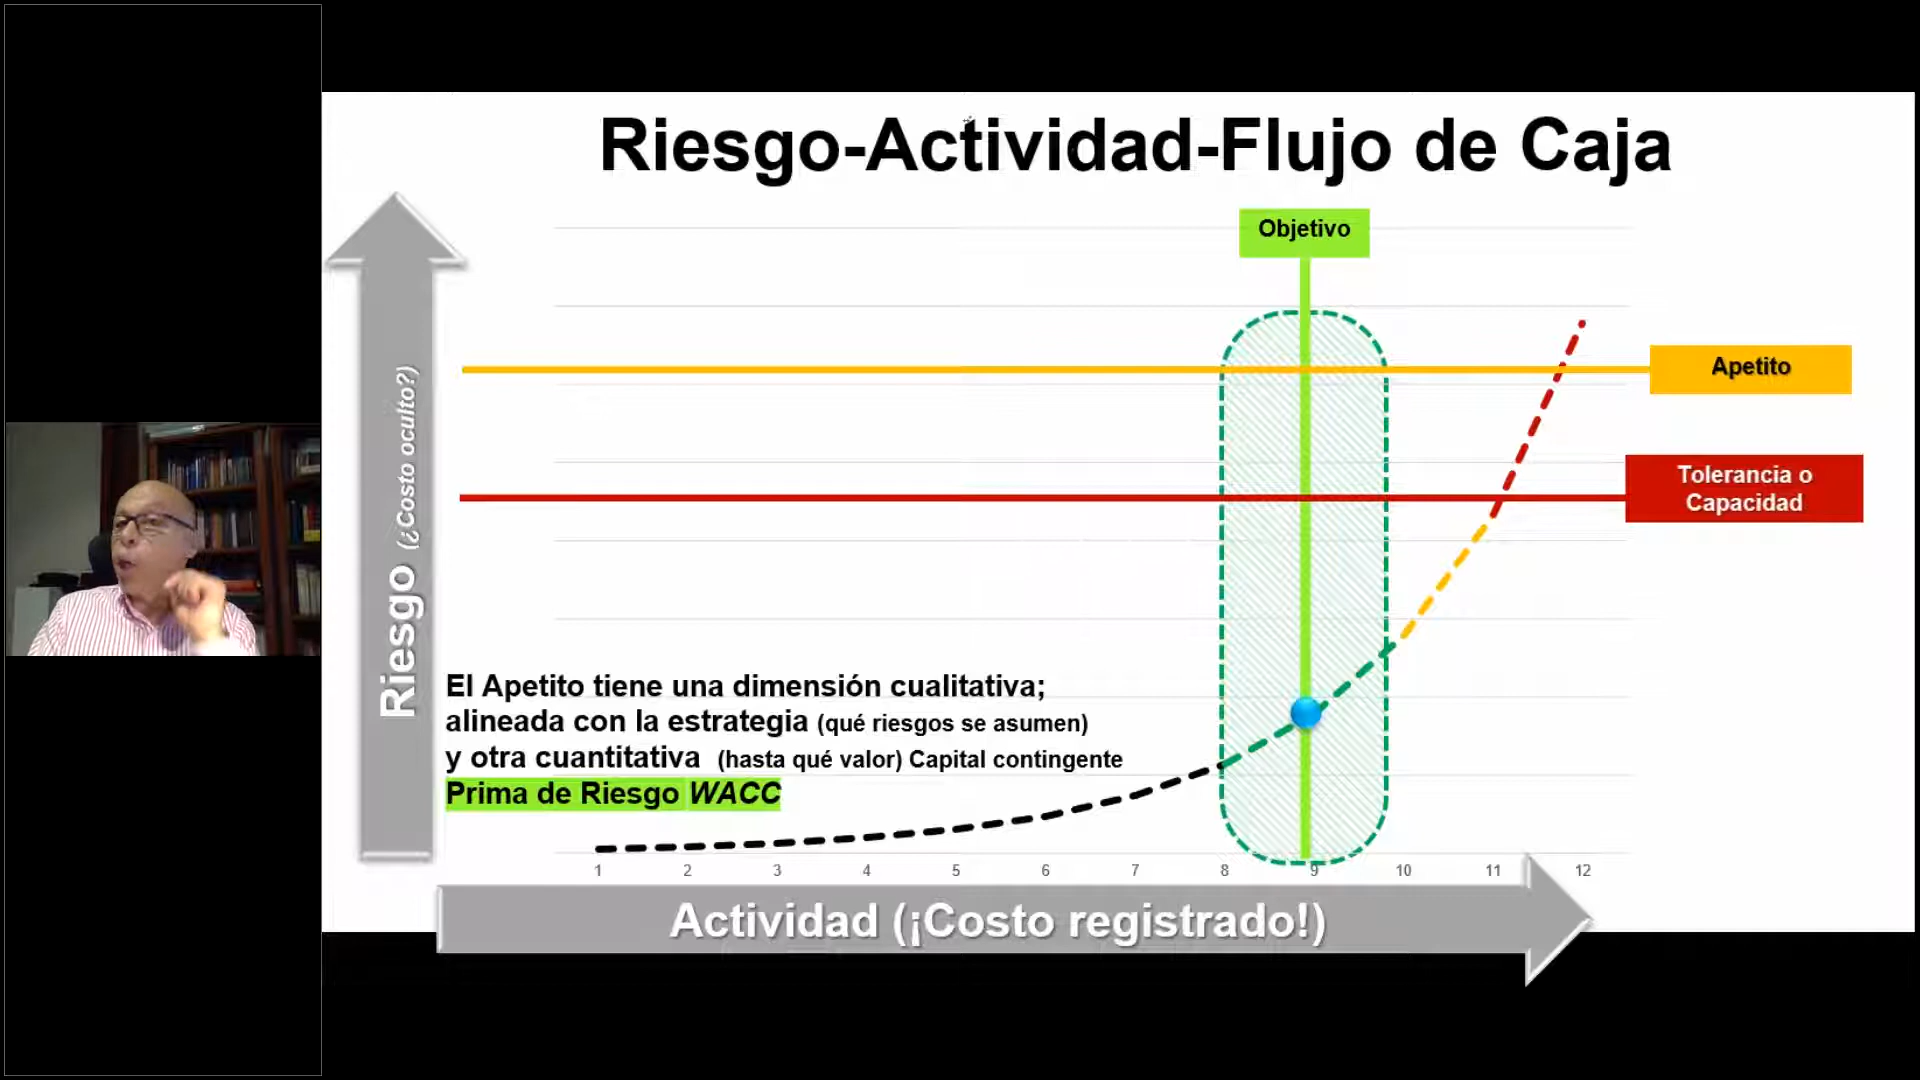 Riesgo-Actividad-Flujo de Caja
Objetivo
Apetito
Tolerancia o
Capacidad
Riesgo (¿Costo oculto?)
El Apetito tiene una dimensión cualitativa;
alineada con la estrategia (qué riesgos se asumen)
y otra cuantitativa (hasta qué valor) Capital contingente
Prima de Riesgo WACC
1 2 3 4 5 6 7 8 9 10 11 12
Actividad (¡Costo registrado!)